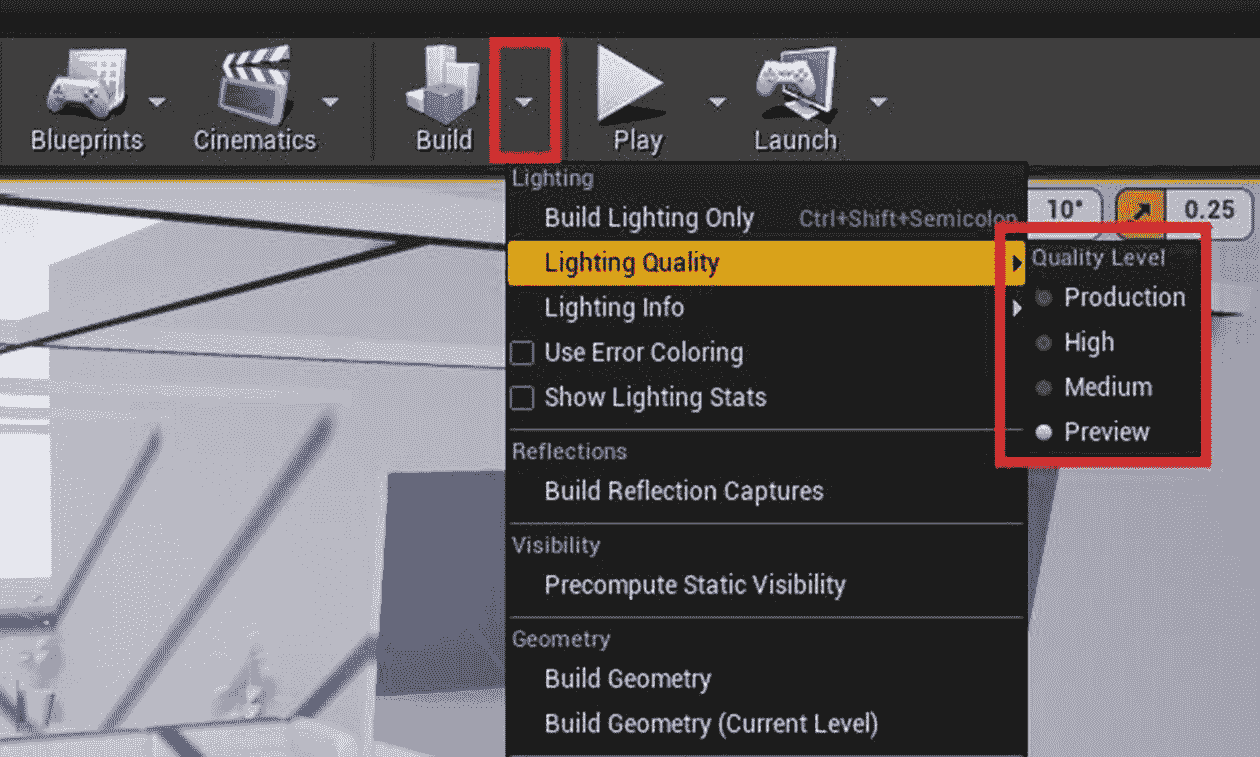 Blueprints
Cinematics
Build
Play
Launch
Lighting
Build Lighting Only Ctrl+Shift+Semicolon
10°
0.25
Lighting Quality
Quality Level
Production
Lighting Info
High
Use Error Coloring
Medium
Show Lighting Stats
Preview
Reflections
Build Reflection Captures
Visibility
Precompute Static Visibility
Geometry
Build Geometry
Build Geometry (Current Level)